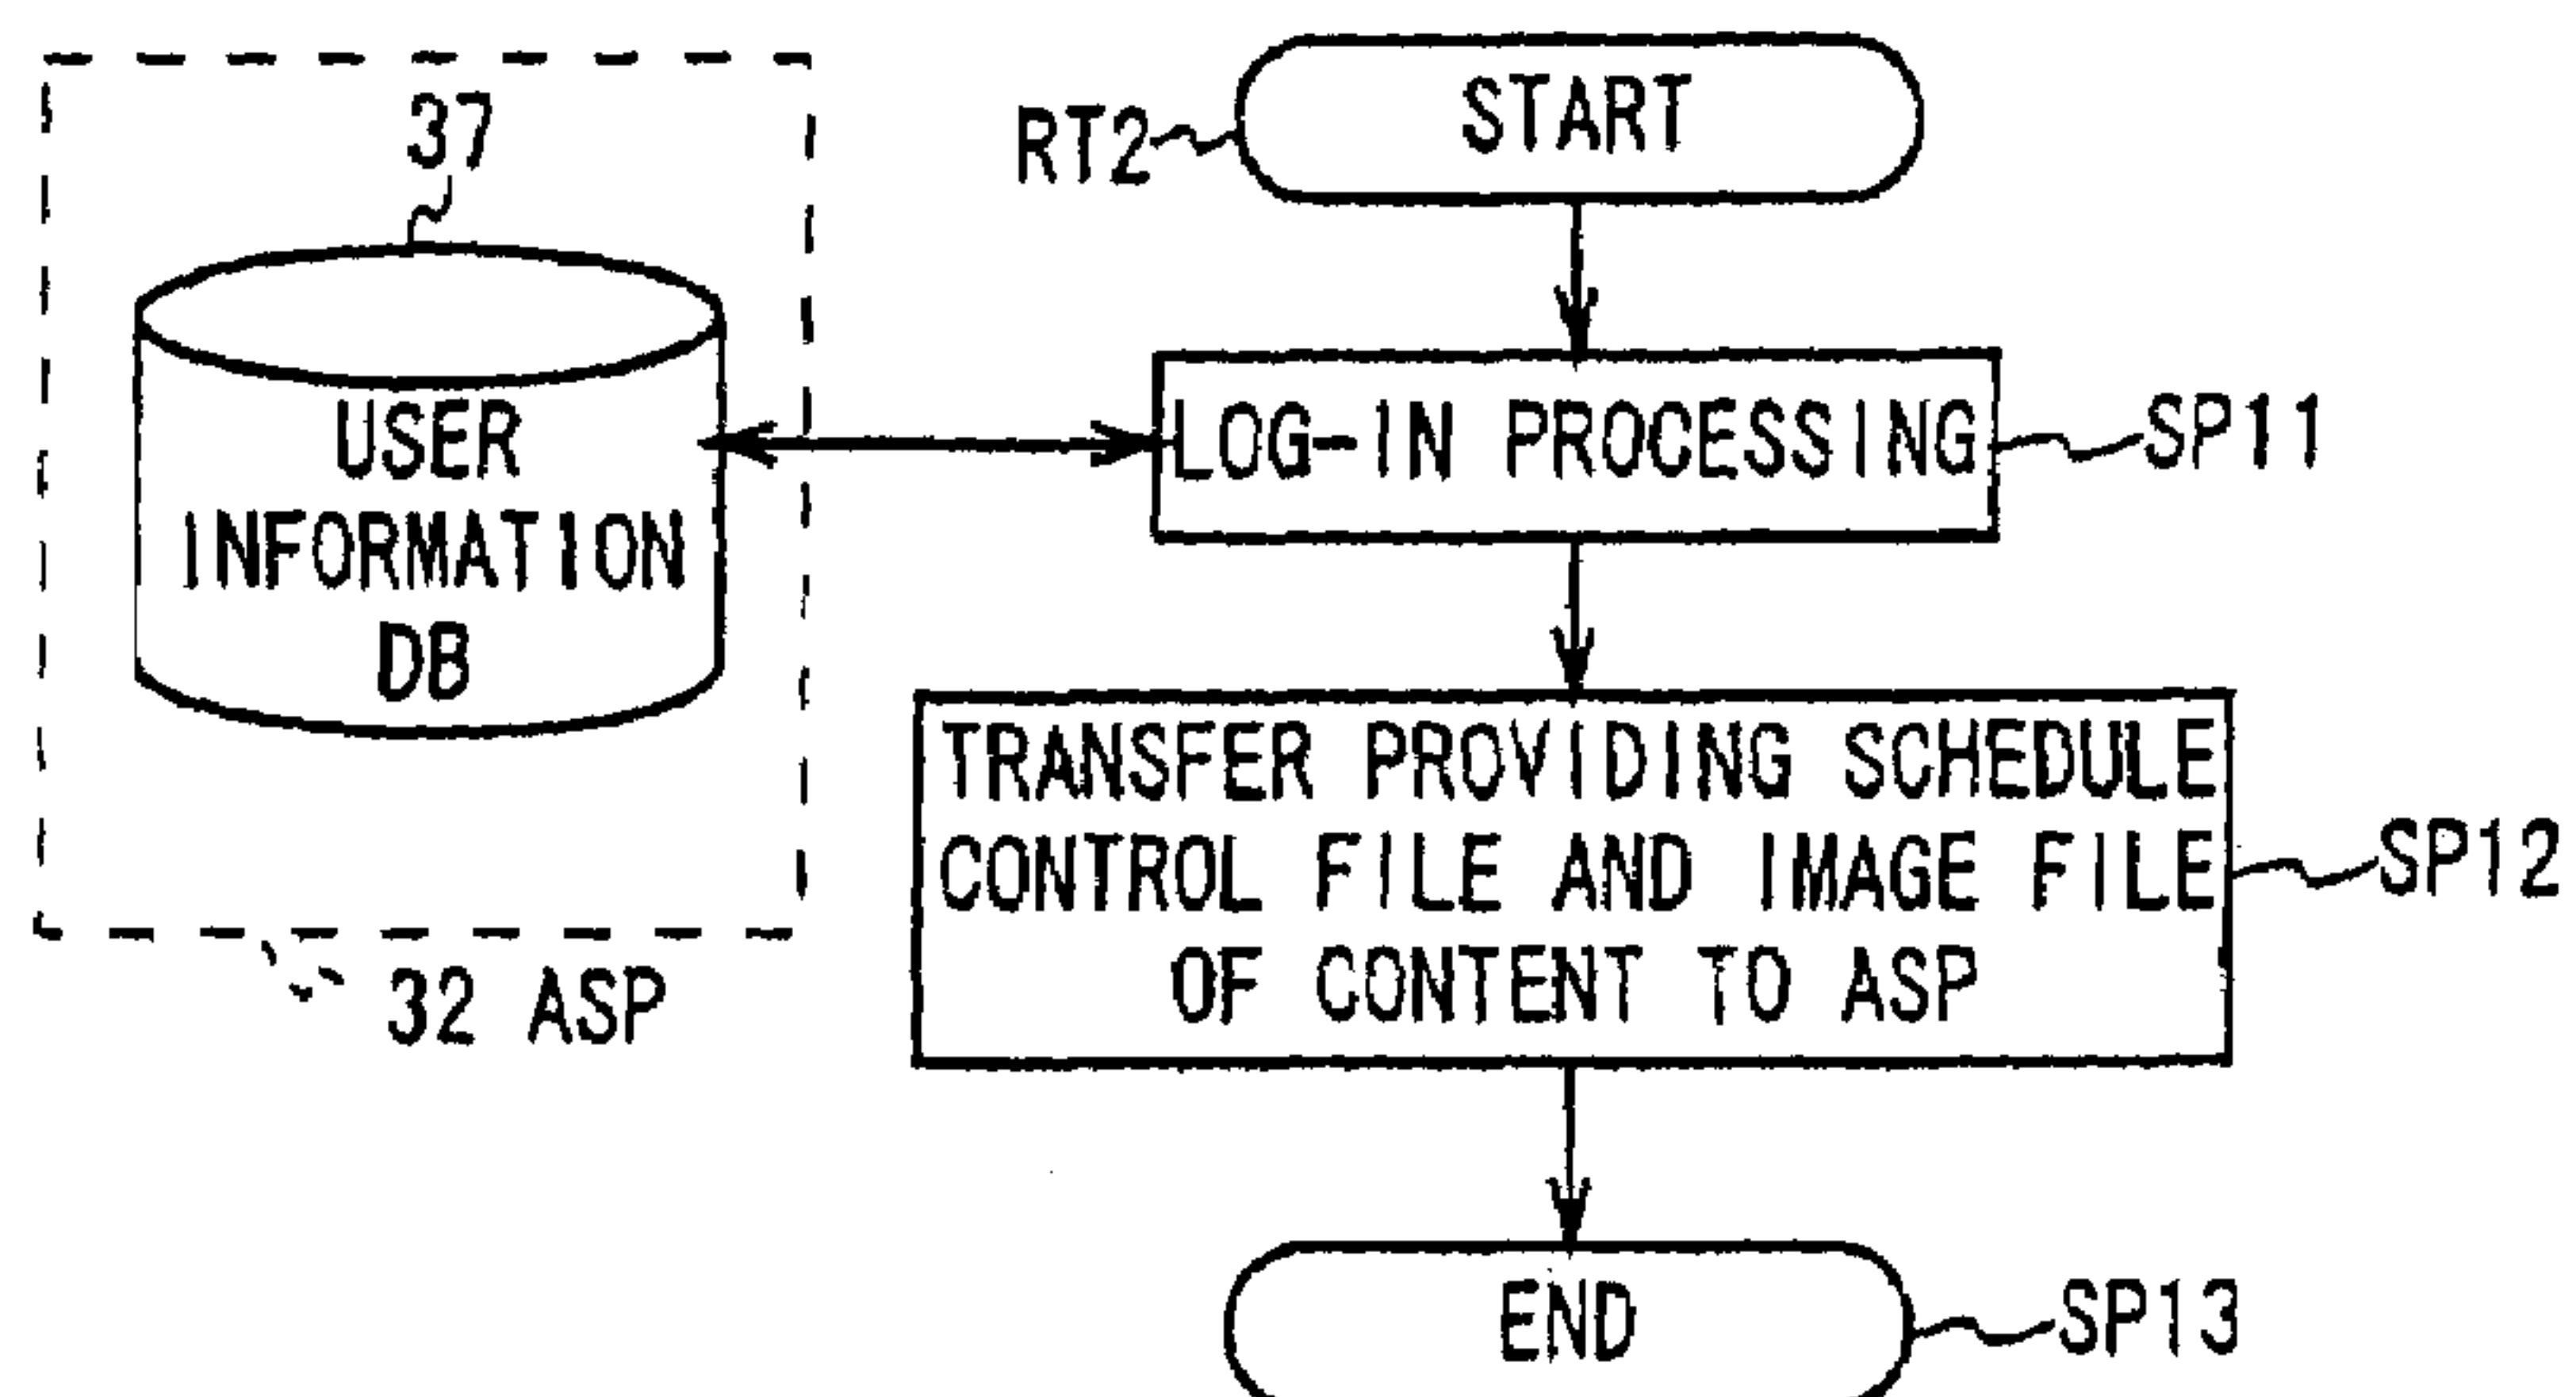 37
USER
INFORMATION
DB
32 ASP
RT2
START
LOG-IN PROCESSING
SP11
TRANSFER PROVIDING SCHEDULE
CONTROL FILE AND IMAGE FILE
OF CONTENT TO ASP
SP12
END
SP13